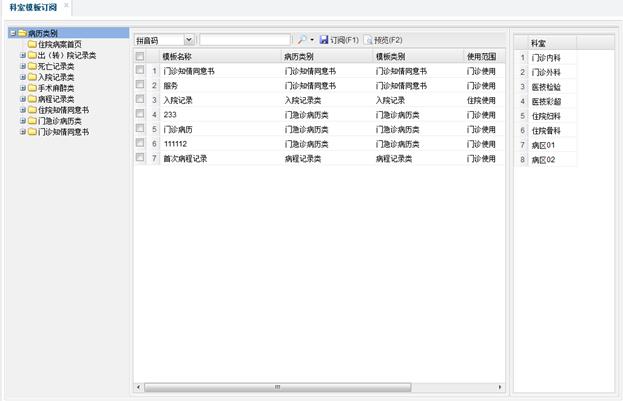 科室模板订阅
病历类别
住院病案首页
出（转）院记录类
死亡记录类
入院记录类
手术麻醉类
病程记录类
住院知情同意书
门急诊病历类
门诊知情同意书
拼音码 订阅(F1) 预览(F2)
模板名称 病历类别 模板类别 使用范围
1 门诊知情同意书 门诊知情同意书 门诊知情同意书 门诊使用
2 服务 门诊知情同意书 门诊知情同意书 门诊使用
3 入院记录 入院记录类 入院记录 住院使用
4 233 门急诊病历类 门急诊病历类 门诊使用
5 门诊病历 门急诊病历类 门急诊病历类 门诊使用
6 111112 门急诊病历类 门急诊病历类 门诊使用
7 首次病程记录 病程记录类 病程记录类 门诊使用
科室
1 门诊内科
2 门诊外科
3 医技检验
4 医技彩超
5 住院妇科
6 住院骨科
7 病区01
8 病区02